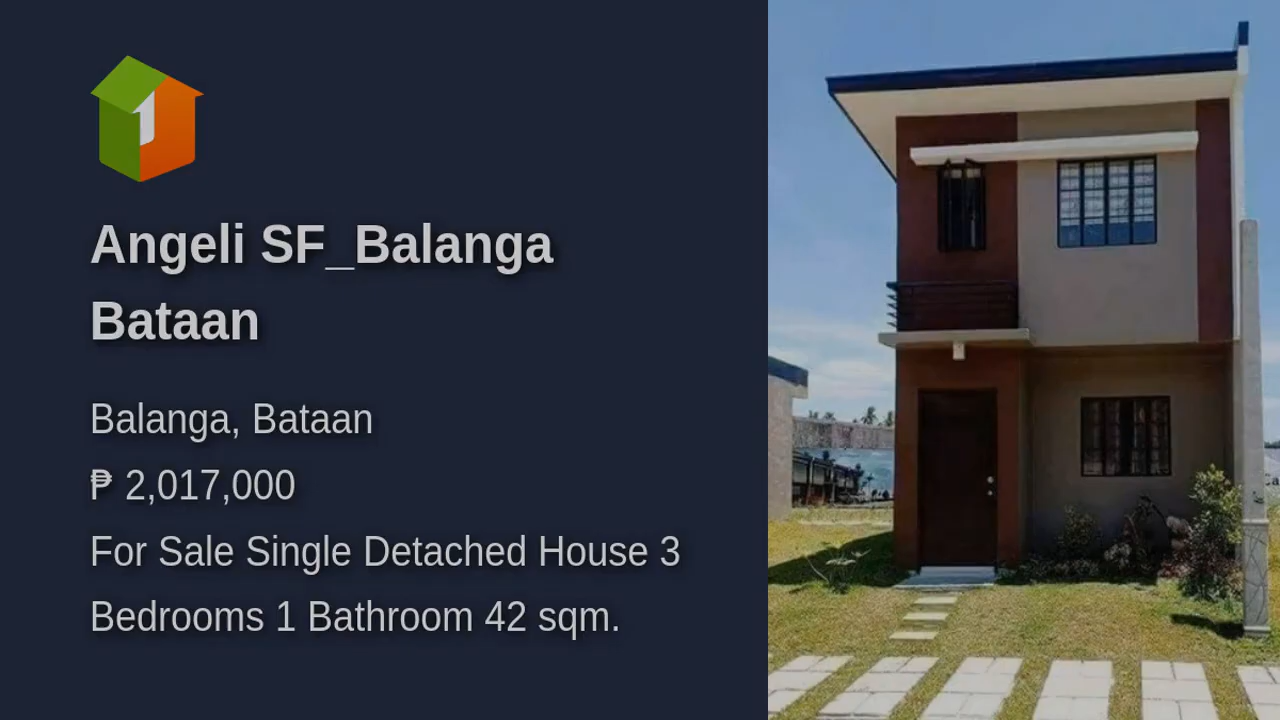 Angeli SF_Balanga
Bataan
Balanga, Bataan
₱ 2,017,000
For Sale Single Detached House 3
Bedrooms 1 Bathroom 42 sqm.